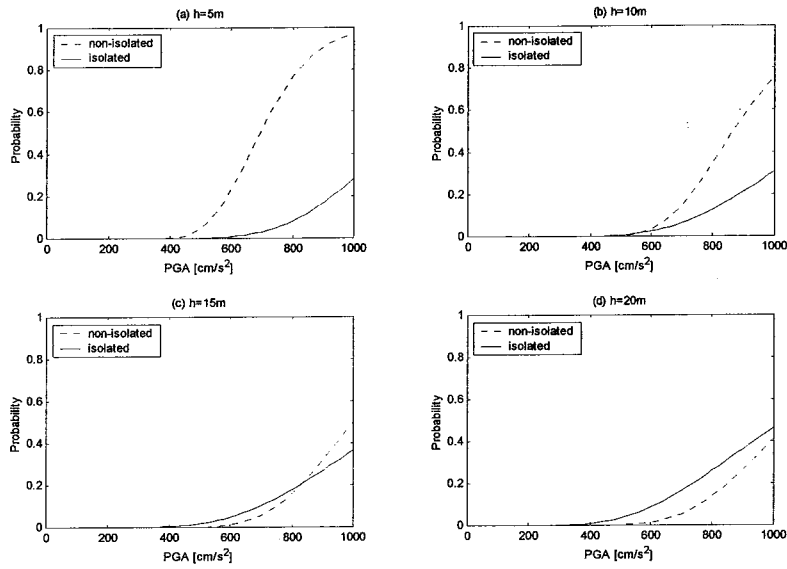 (a) h=5m
1
0.8
0.6
0.4
0.2
0
Probability
non-isolated
isolated
0 200 400 600 800 1000
PGA [cm/s²]
(b) h=10m
1
0.8
0.6
0.4
0.2
0
Probability
non-isolated
isolated
0 200 400 600 800 1000
PGA [cm/s²]
(c) h=15m
1
0.8
0.6
0.4
0.2
0
Probability
non-isolated
isolated
0 200 400 600 800 1000
PGA [cm/s²]
(d) h=20m
1
0.8
0.6
0.4
0.2
0
Probability
non-isolated
isolated
0 200 400 600 800 1000
PGA [cm/s²]